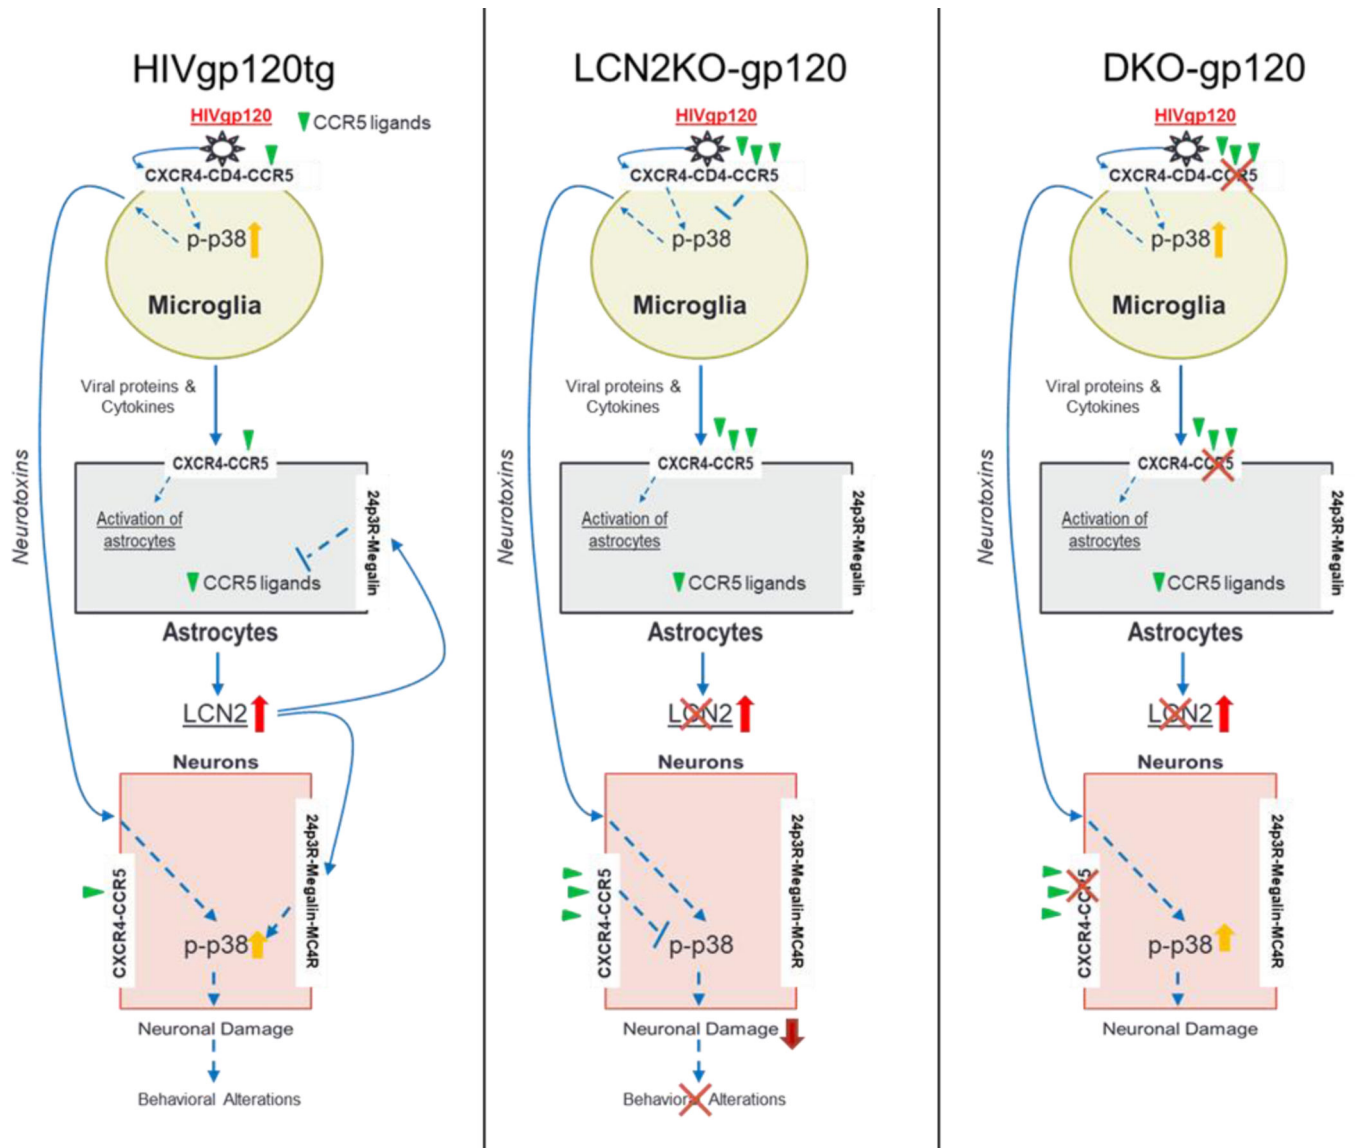 HIVgp120tg
HIVgp120
CCR5 ligands
CXCR4-CD4-CCR5
p-p38
Microglia
Viral proteins &
Cytokines
Neurotoxins
CXCR4-CCR5
24p3R-Megalin
Activation of
astrocytes
CCR5 ligands
Astrocytes
LCN2
Neurons
CXCR4-CCR5
24p3R-Megalin-MC4R
p-p38
Neuronal Damage
Behavioral Alterations
LCN2KO-gp120
HIVgp120
CXCR4-CD4-CCR5
p-p38
Microglia
Viral proteins &
Cytokines
Neurotoxins
CXCR4-CCR5
24p3R-Megalin
Activation of
astrocytes
CCR5 ligands
Astrocytes
LCN2
Neurons
CXCR4-CCR5
24p3R-Megalin-MC4R
p-p38
Neuronal Damage
Behavioral Alterations
DKO-gp120
HIVgp120
CXCR4-CD4-CCR5
p-p38
Microglia
Viral proteins &
Cytokines
Neurotoxins
CXCR4-CCR5
24p3R-Megalin
Activation of
astrocytes
CCR5 ligands
Astrocytes
LCN2
Neurons
CXCR4-CCR5
24p3R-Megalin-MC4R
p-p38
Neuronal Damage